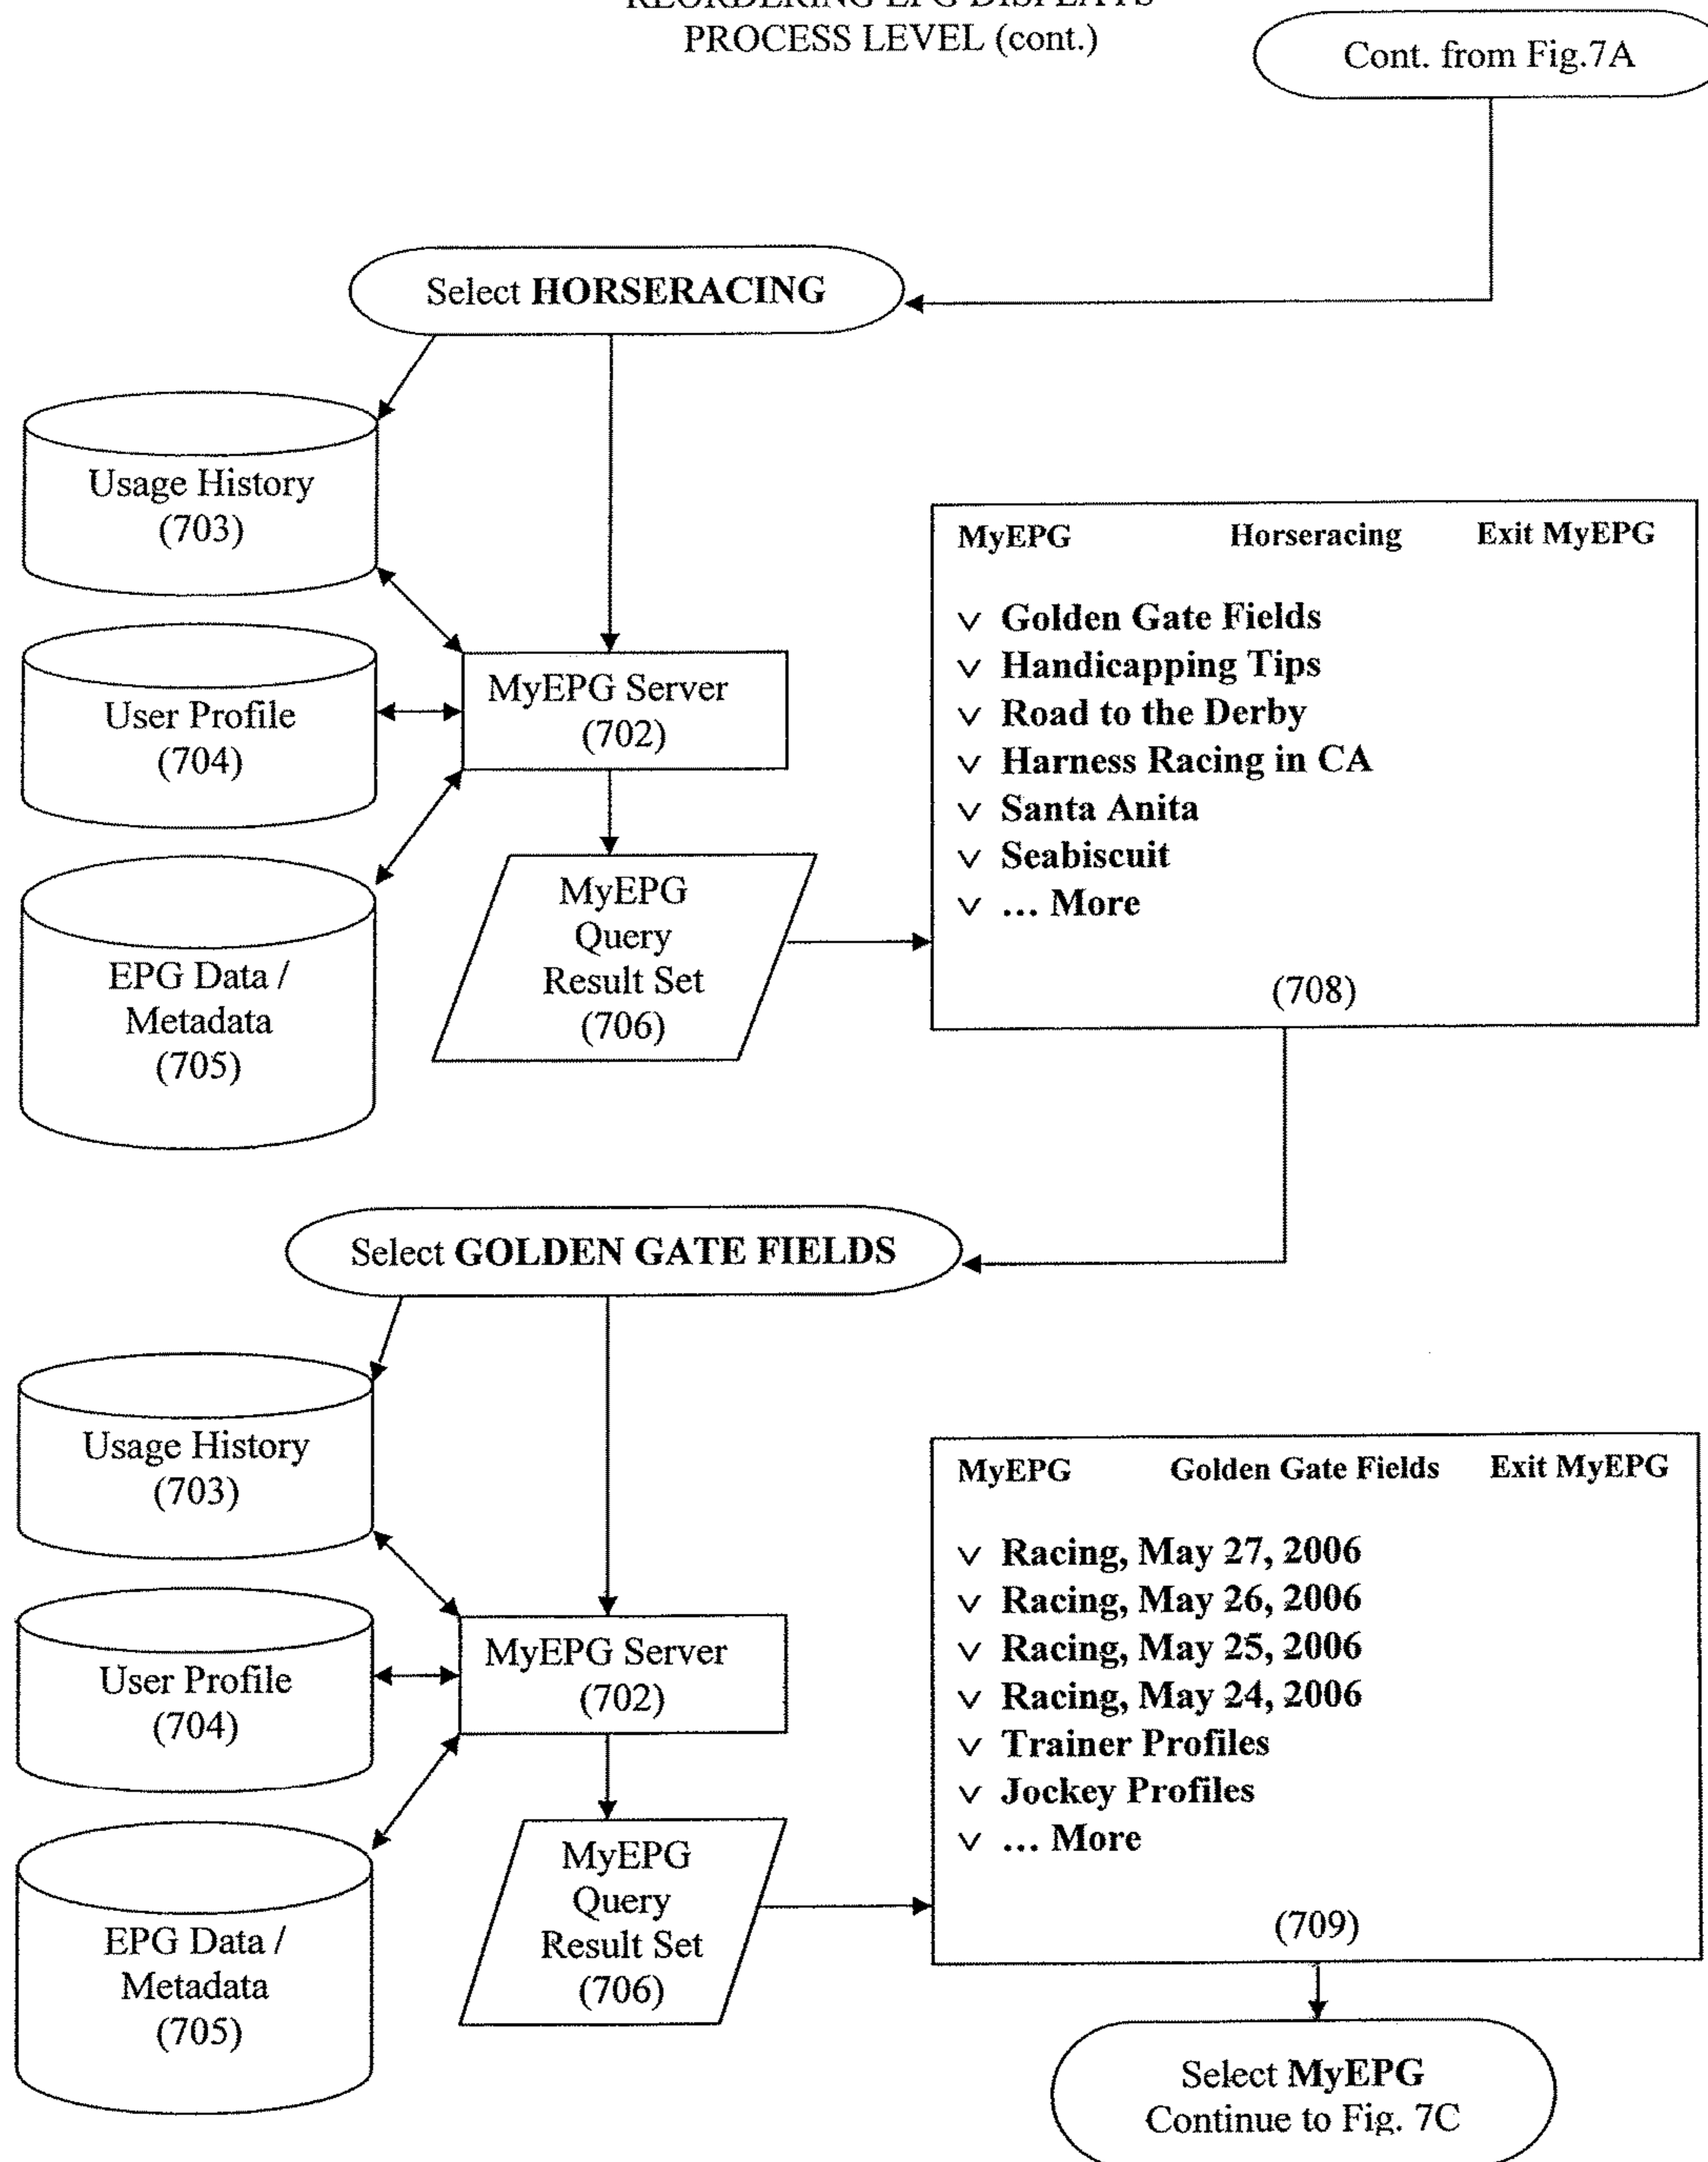 REORDERING EPG DISPLAYS
PROCESS LEVEL (cont.)
Cont. from Fig.7A
Select HORSERACING
Usage History
(703)
User Profile
(704)
EPG Data /
Metadata
(705)
MyEPG Server
(702)
MyEPG
Query
Result Set
(706)
MyEPG Horseracing Exit MyEPG
v Golden Gate Fields
v Handicapping Tips
v Road to the Derby
v Harness Racing in CA
v Santa Anita
v Seabiscuit
v ... More
(708)
Select GOLDEN GATE FIELDS
Usage History
(703)
User Profile
(704)
EPG Data /
Metadata
(705)
MyEPG Server
(702)
MyEPG
Query
Result Set
(706)
MyEPG Golden Gate Fields Exit MyEPG
v Racing, May 27, 2006
v Racing, May 26, 2006
v Racing, May 25, 2006
v Racing, May 24, 2006
v Trainer Profiles
v Jockey Profiles
v ... More
(709)
Select MyEPG
Continue to Fig. 7C